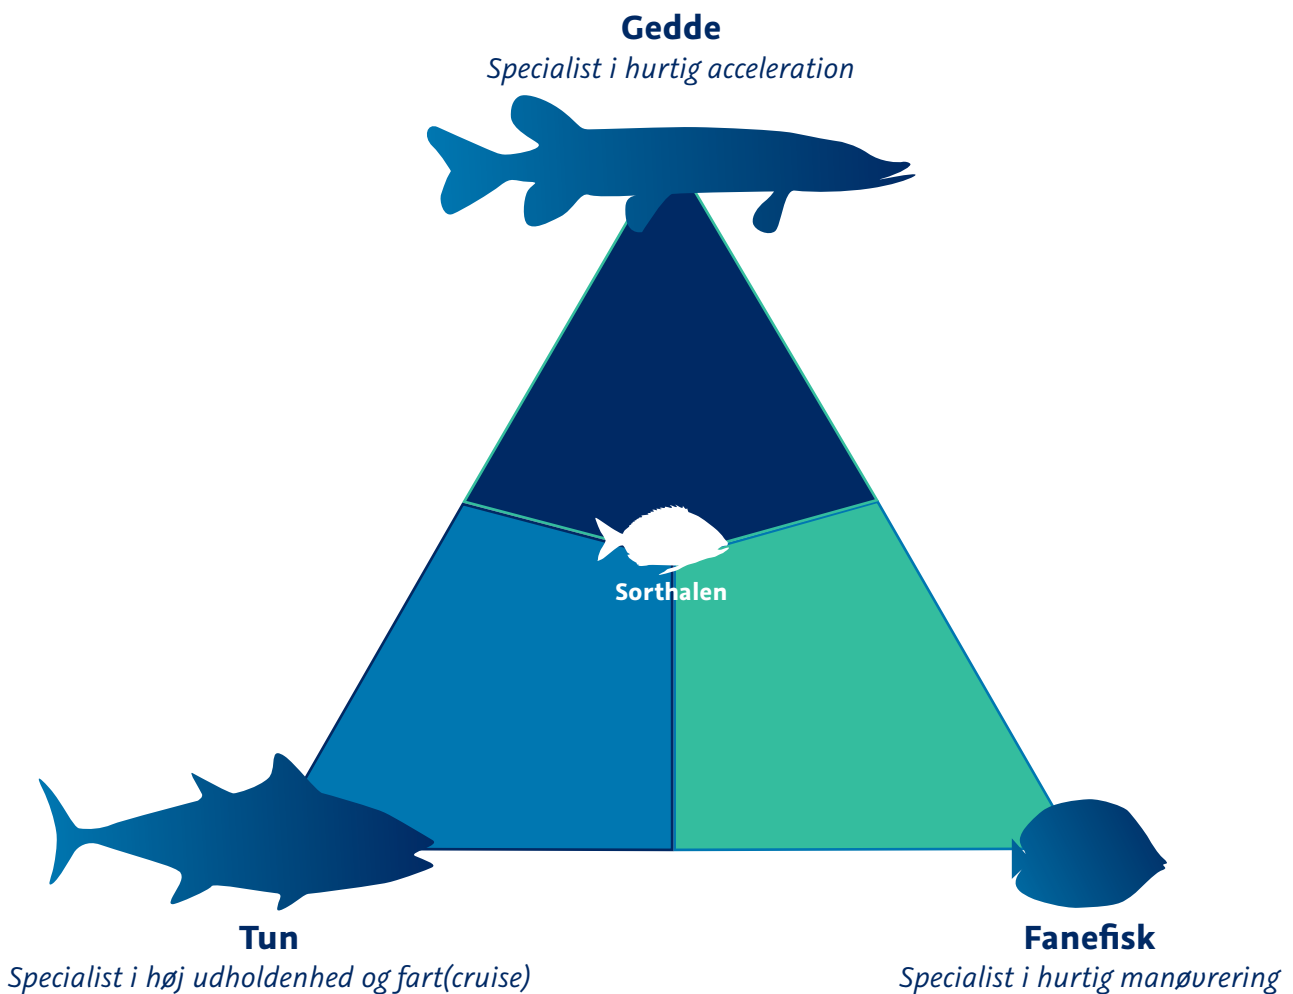 Gedde
Specialist i hurtig acceleration
Sorthalen
Tun
Specialist i høj udholdenhed og fart(cruise)
Fanefisk
Specialist i hurtig manøvrering